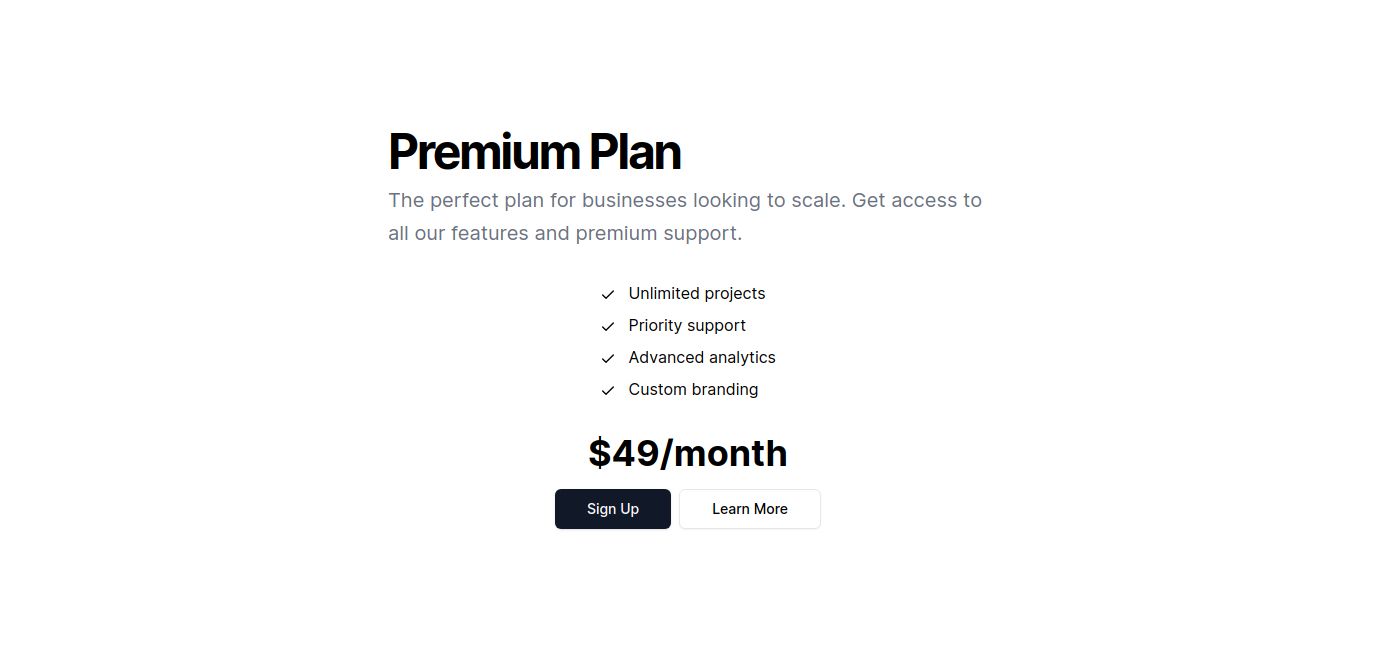 Premium Plan
The perfect plan for businesses looking to scale. Get access to
all our features and premium support.
Unlimited projects
Priority support
Advanced analytics
Custom branding
$49/month
Sign Up
Learn More